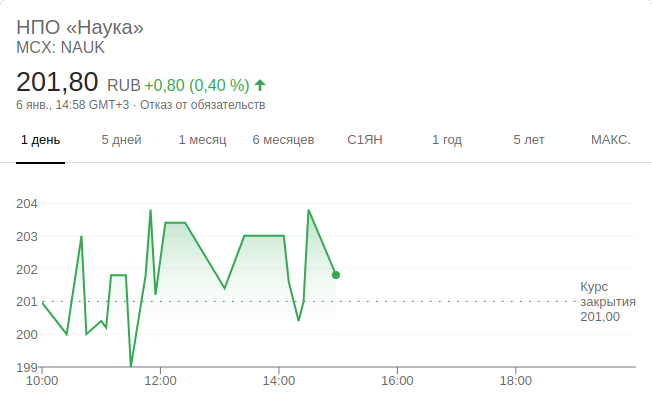 НПО «Наука»
MCX: NAUK
201,80 RUB +0,80 (0,40 %)
6 янв., 14:58 GMT+3 · Отказ от обязательств
1 день 5 дней 1 месяц 6 месяцев С1ЯН 1 год 5 лет МАКС.
204
203
202
201
200
199
Курс
закрытия
201,00
10:00 12:00 14:00 16:00 18:00